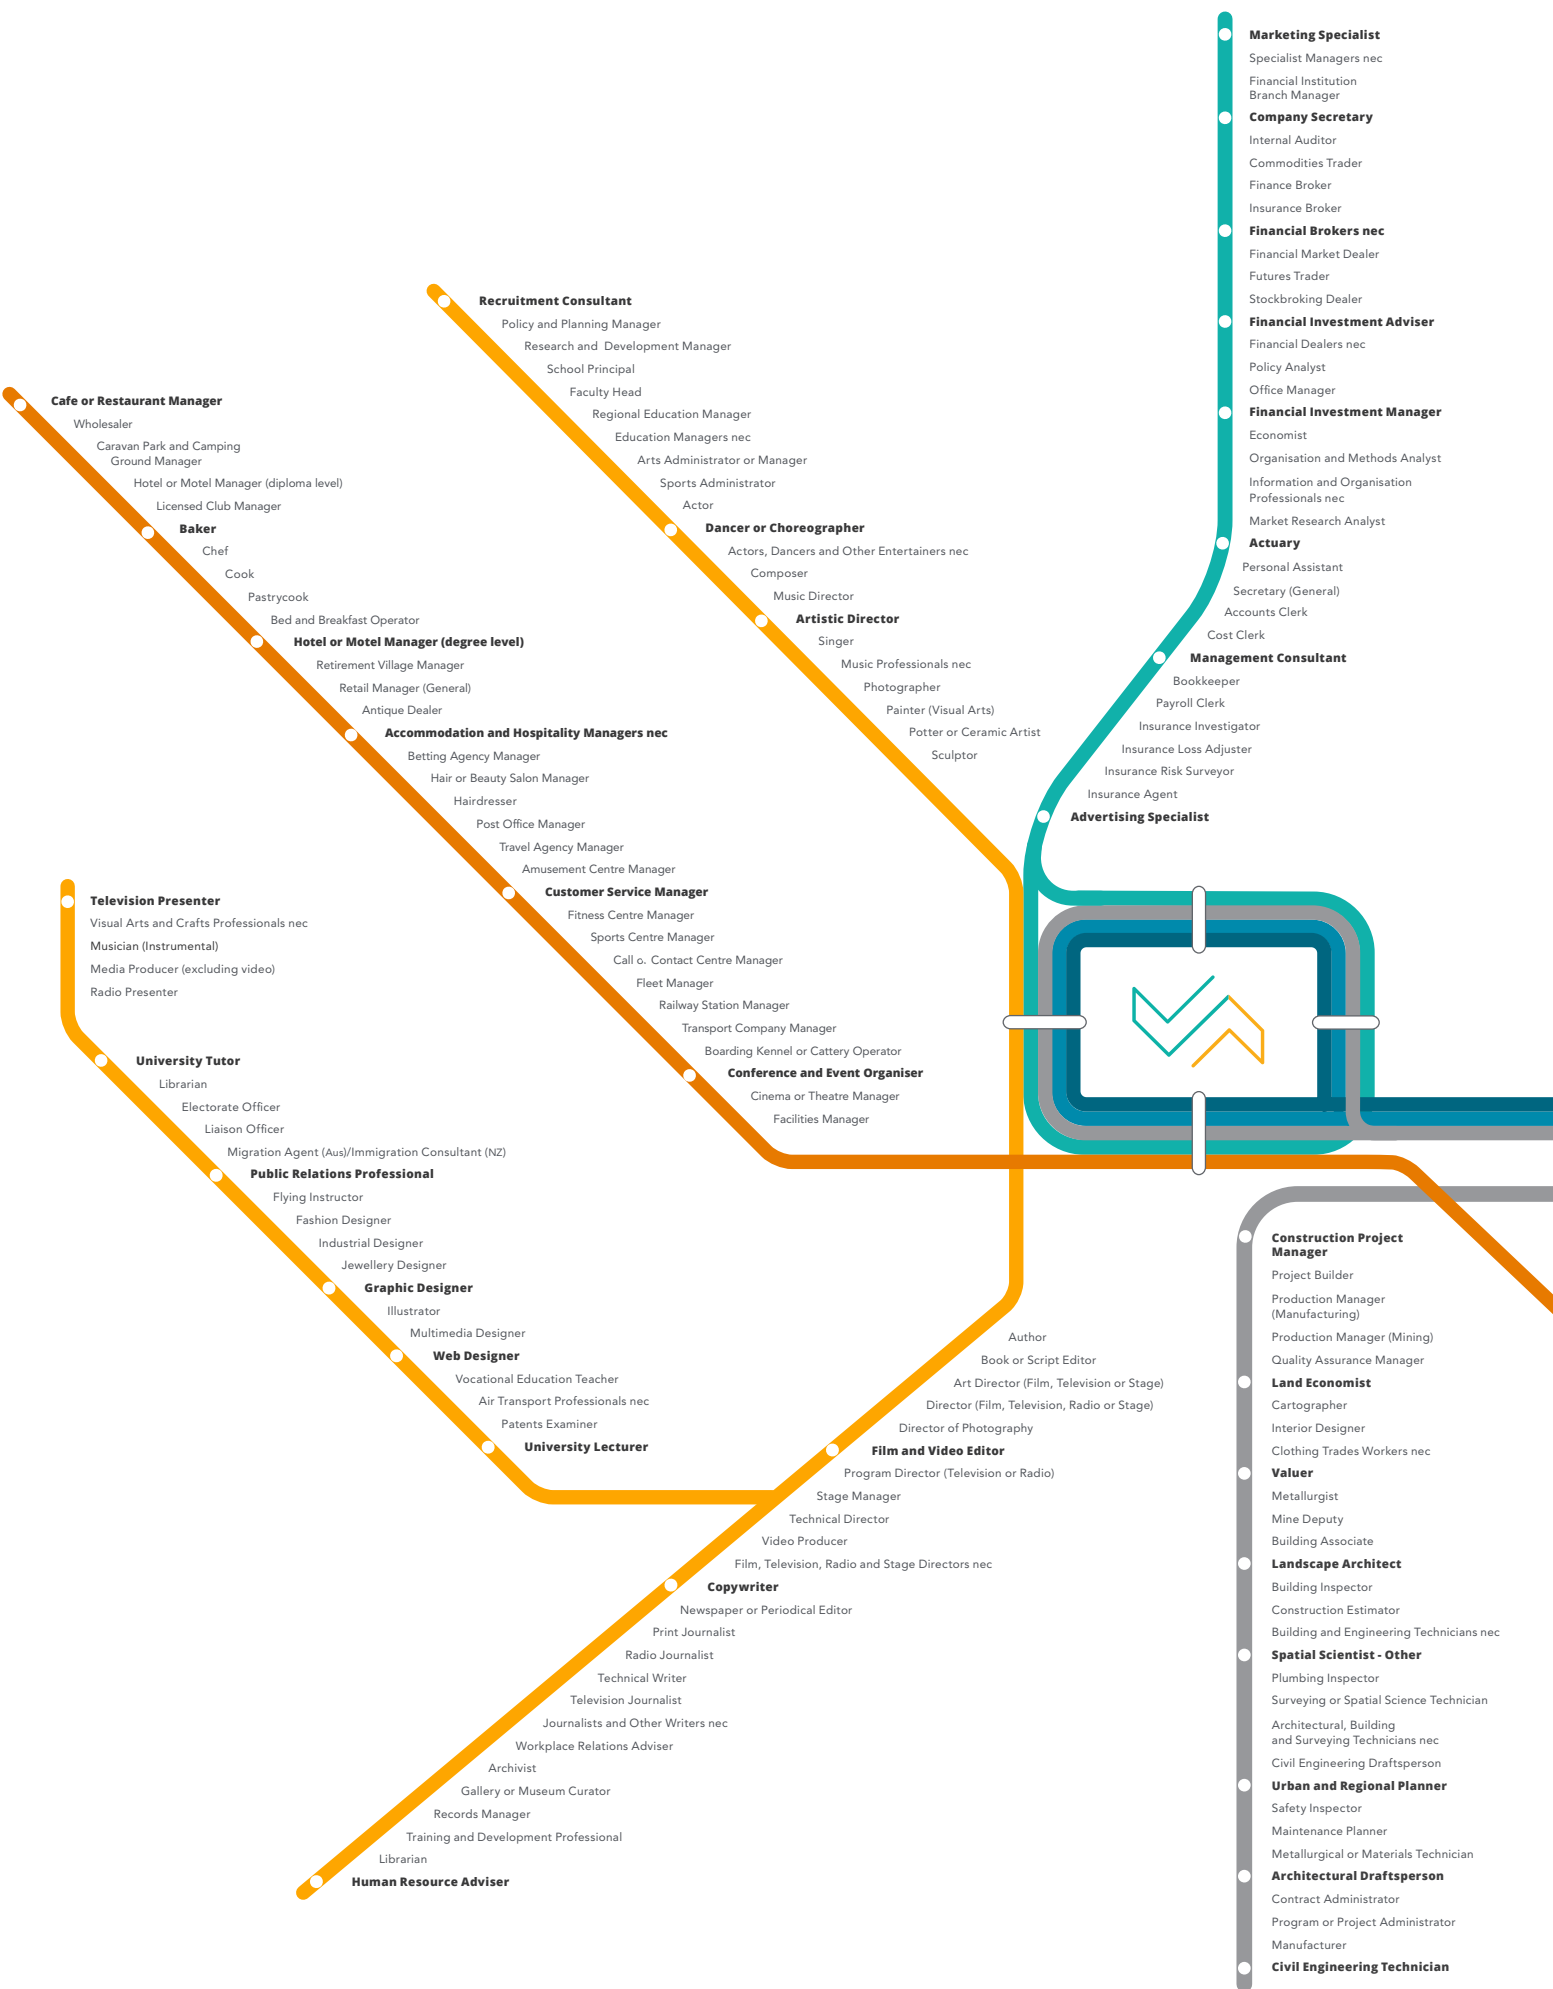 Marketing Specialist
Specialist Managers nec
Financial Institution
Branch Manager
Company Secretary
Internal Auditor
Commodities Trader
Finance Broker
Insurance Broker
Financial Brokers nec
Financial Market Dealer
Futures Trader
Stockbroking Dealer
Financial Investment Adviser
Financial Dealers nec
Policy Analyst
Office Manager
Financial Investment Manager
Economist
Organisation and Methods Analyst
Information and Organisation
Professionals nec
Market Research Analyst
Actuary
Personal Assistant
Secretary (General)
Accounts Clerk
Cost Clerk
Management Consultant
Bookkeeper
Payroll Clerk
Insurance Investigator
Insurance Loss Adjuster
Insurance Risk Surveyor
Insurance Agent
Advertising Specialist
Recruitment Consultant
Policy and Planning Manager
Research and Development Manager
School Principal
Faculty Head
Regional Education Manager
Education Managers nec
Arts Administrator or Manager
Sports Administrator
Actor
Dancer or Choreographer
Actors, Dancers and Other Entertainers nec
Composer
Music Director
Artistic Director
Singer
Music Professionals nec
Photographer
Painter (Visual Arts)
Potter or Ceramic Artist
Sculptor
Cafe or Restaurant Manager
Wholesaler
Caravan Park and Camping
Ground Manager
Hotel or Motel Manager (diploma level)
Licensed Club Manager
Baker
Chef
Cook
Pastrycook
Bed and Breakfast Operator
Hotel or Motel Manager (degree level)
Retirement Village Manager
Retail Manager (General)
Antique Dealer
Accommodation and Hospitality Managers nec
Betting Agency Manager
Hair or Beauty Salon Manager
Hairdresser
Post Office Manager
Travel Agency Manager
Amusement Centre Manager
Customer Service Manager
Fitness Centre Manager
Sports Centre Manager
Call o. Contact Centre Manager
Fleet Manager
Railway Station Manager
Transport Company Manager
Boarding Kennel or Cattery Operator
Conference and Event Organiser
Cinema or Theatre Manager
Facilities Manager
Television Presenter
Visual Arts and Crafts Professionals nec
Musician (Instrumental)
Media Producer (excluding video)
Radio Presenter
University Tutor
Librarian
Electorate Officer
Liaison Officer
Migration Agent (Aus)/Immigration Consultant (NZ)
Public Relations Professional
Flying Instructor
Fashion Designer
Industrial Designer
Jewellery Designer
Graphic Designer
Illustrator
Multimedia Designer
Web Designer
Vocational Education Teacher
Air Transport Professionals nec
Patents Examiner
University Lecturer
Author
Book or Script Editor
Art Director (Film, Television or Stage)
Director (Film, Television, Radio or Stage)
Director of Photography
Film and Video Editor
Program Director (Television or Radio)
Stage Manager
Technical Director
Video Producer
Film, Television, Radio and Stage Directors nec
Copywriter
Newspaper or Periodical Editor
Print Journalist
Radio Journalist
Technical Writer
Television Journalist
Journalists and Other Writers nec
Workplace Relations Adviser
Archivist
Gallery or Museum Curator
Records Manager
Training and Development Professional
Librarian
Human Resource Adviser
Construction Project
Manager
Project Builder
Production Manager
(Manufacturing)
Production Manager (Mining)
Quality Assurance Manager
Land Economist
Cartographer
Interior Designer
Clothing Trades Workers nec
Valuer
Metallurgist
Mine Deputy
Building Associate
Landscape Architect
Building Inspector
Construction Estimator
Building and Engineering Technicians nec
Spatial Scientist - Other
Plumbing Inspector
Surveying or Spatial Science Technician
Architectural, Building
and Surveying Technicians nec
Civil Engineering Draftsperson
Urban and Regional Planner
Safety Inspector
Maintenance Planner
Metallurgical or Materials Technician
Architectural Draftsperson
Contract Administrator
Program or Project Administrator
Manufacturer
Civil Engineering Technician